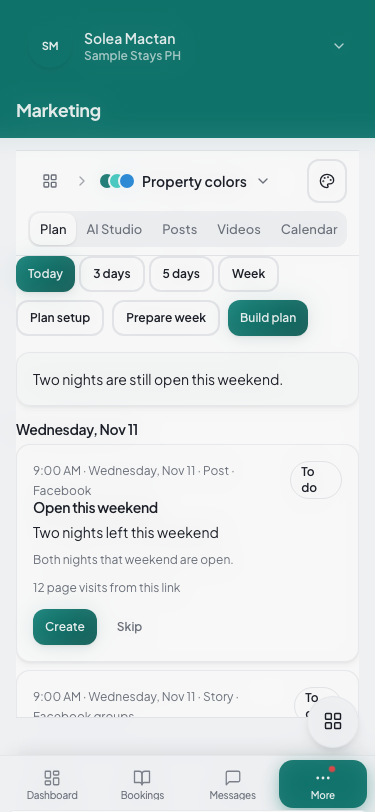 SM
Solea Mactan
Sample Stays PH
Marketing
Property colors
Plan
AI Studio
Posts
Videos
Calendar
Today
3 days
5 days
Week
Plan setup
Prepare week
Build plan
Two nights are still open this weekend.
Wednesday, Nov 11
9:00 AM · Wednesday, Nov 11 · Post ·
Facebook
To
do
Open this weekend
Two nights left this weekend
Both nights that weekend are open.
12 page visits from this link
Create
Skip
9:00 AM · Wednesday, Nov 11 · Story ·
Facebook groups
To
Dashboard
Bookings
Messages
More